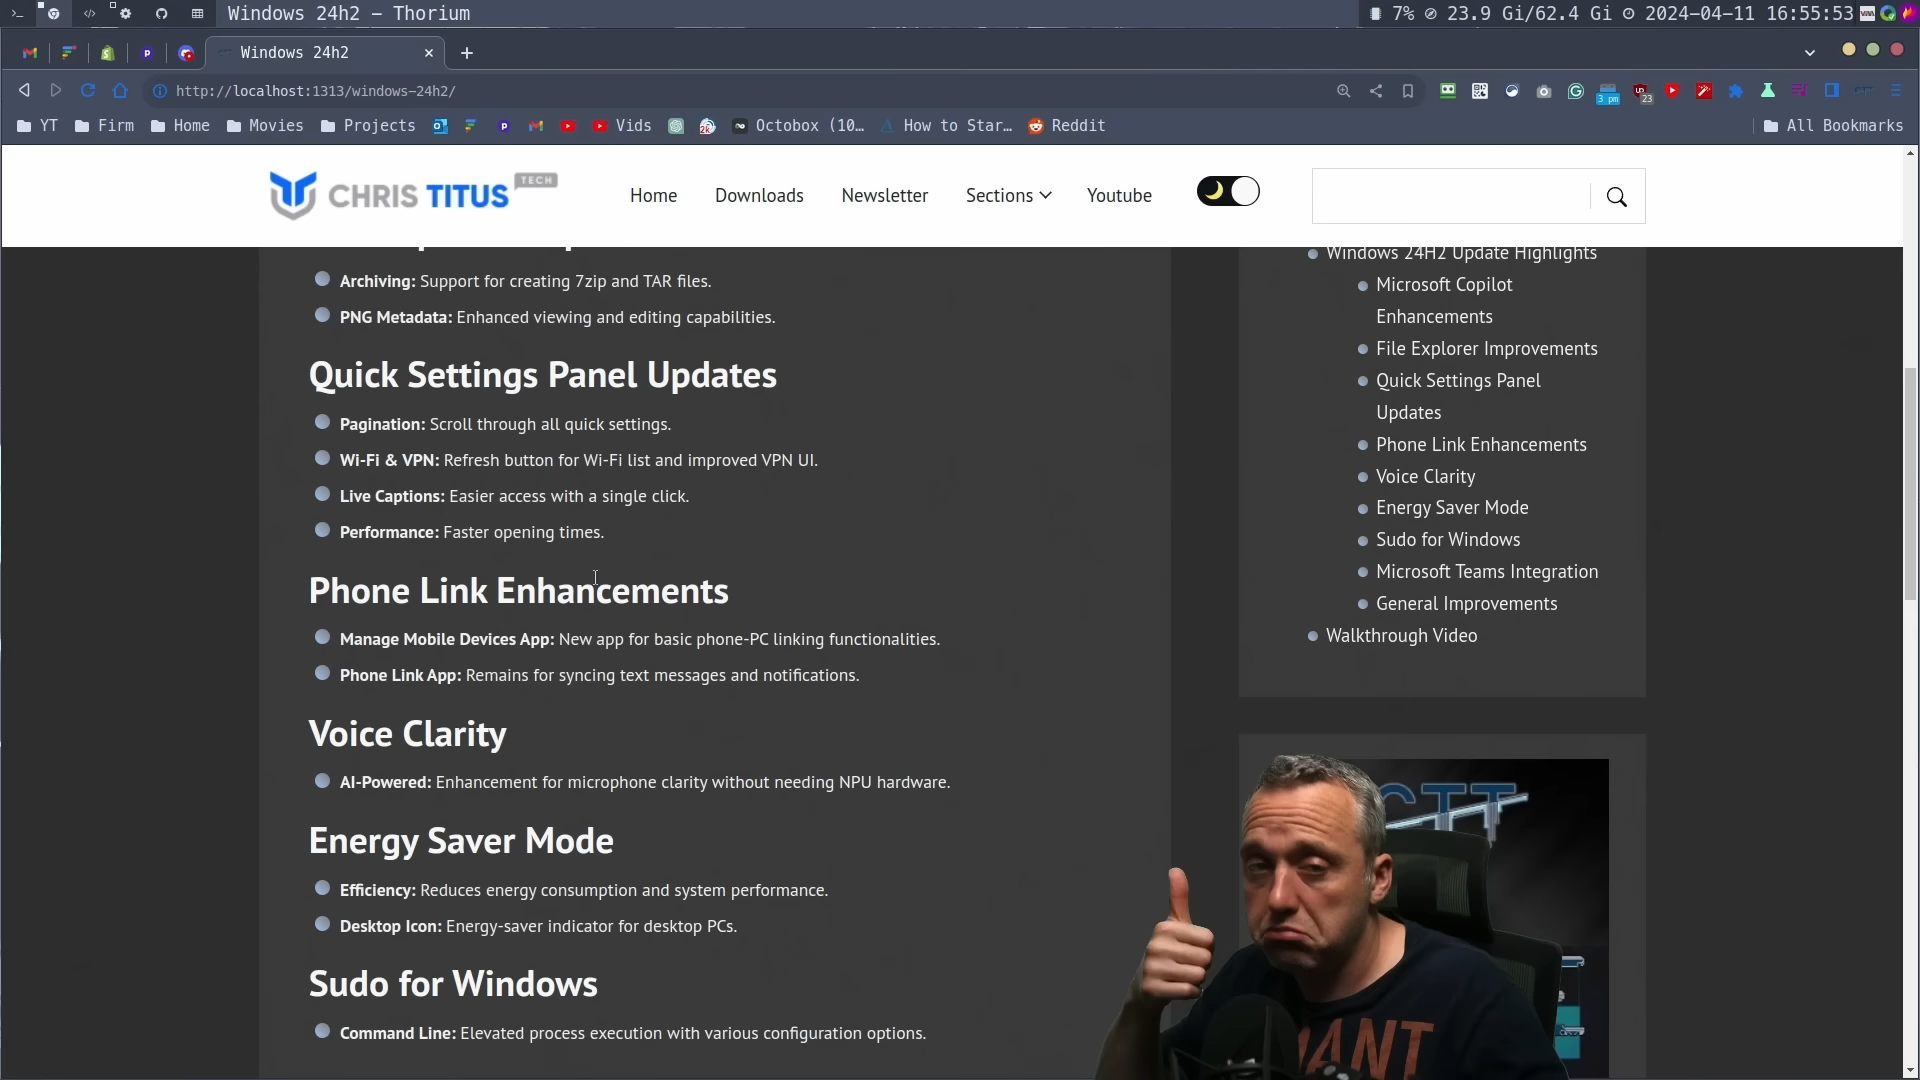 Windows 24h2 – Thorium
7% 23.9 Gi/62.4 Gi 2024-04-11 16:55:53
Windows 24h2
http://localhost:1313/windows-24h2/
3 pm
23
YT Firm Home Movies Projects Vids Octobox (10… How to Star… Reddit All Bookmarks
CHRIS TITUS TECH
Home Downloads Newsletter Sections Youtube
Archiving: Support for creating 7zip and TAR files.
PNG Metadata: Enhanced viewing and editing capabilities.
Quick Settings Panel Updates
Pagination: Scroll through all quick settings.
Wi-Fi & VPN: Refresh button for Wi-Fi list and improved VPN UI.
Live Captions: Easier access with a single click.
Performance: Faster opening times.
Phone Link Enhancements
Manage Mobile Devices App: New app for basic phone-PC linking functionalities.
Phone Link App: Remains for syncing text messages and notifications.
Voice Clarity
AI-Powered: Enhancement for microphone clarity without needing NPU hardware.
Energy Saver Mode
Efficiency: Reduces energy consumption and system performance.
Desktop Icon: Energy-saver indicator for desktop PCs.
Sudo for Windows
Command Line: Elevated process execution with various configuration options.
Windows 24H2 Update Highlights
Microsoft Copilot
Enhancements
File Explorer Improvements
Quick Settings Panel
Updates
Phone Link Enhancements
Voice Clarity
Energy Saver Mode
Sudo for Windows
Microsoft Teams Integration
General Improvements
Walkthrough Video
CTT